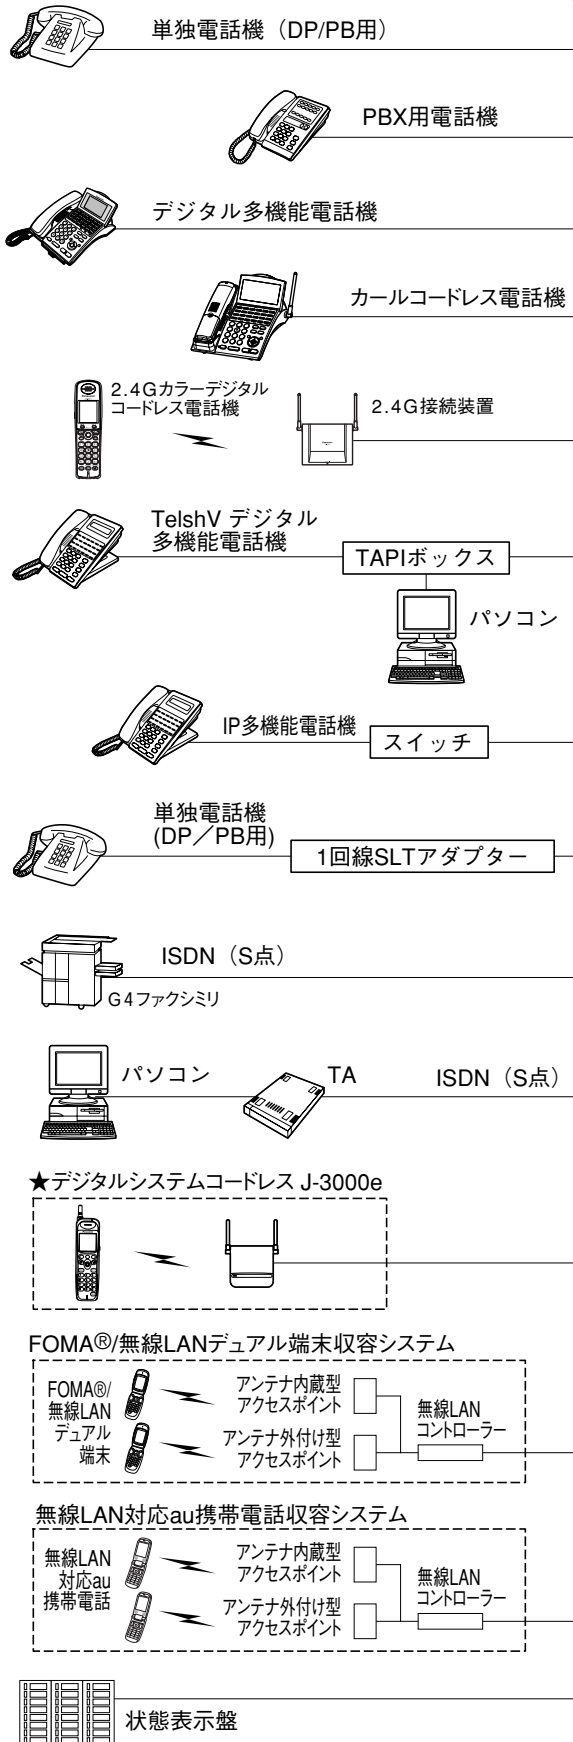 単独電話機（DP/PB用）
PBX用電話機
デジタル多機能電話機
カールコードレス電話機
2.4Gカラーデジタル
コードレス電話機
2.4G接続装置
TelshV デジタル
多機能電話機
TAPIボックス
パソコン
IP多機能電話機
スイッチ
単独電話機
(DP／PB用)
1回線SLTアダプター
ISDN（S点）
G4ファクシミリ
パソコン
TA
ISDN（S点）
★デジタルシステムコードレス J-3000e
FOMA®/無線LANデュアル端末収容システム
FOMA®/
無線LAN
デュアル
端末
アンテナ内蔵型
アクセスポイント
アンテナ外付け型
アクセスポイント
無線LAN
コントローラー
無線LAN対応au携帯電話収容システム
無線LAN
対応au
携帯電話
アンテナ内蔵型
アクセスポイント
アンテナ外付け型
アクセスポイント
無線LAN
コントローラー
状態表示盤